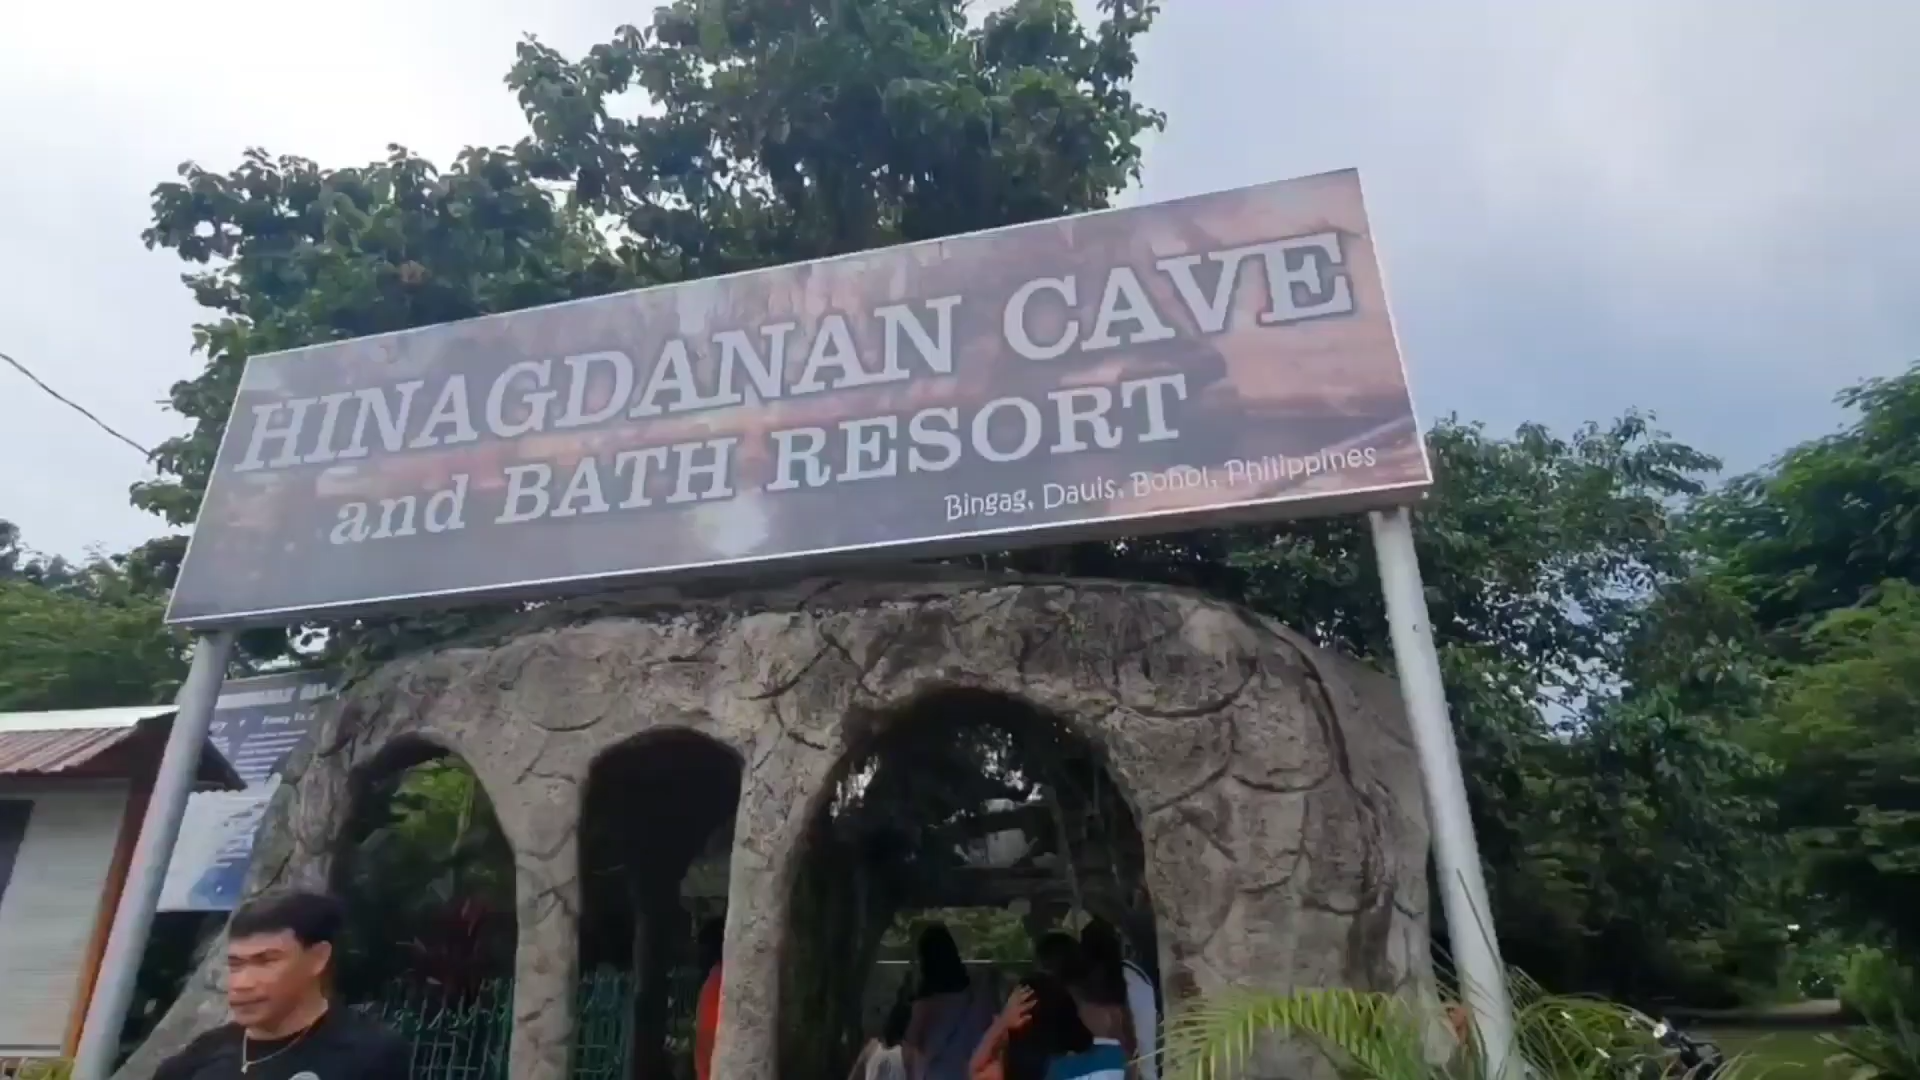 HINAGDANAN CAVE
and BATH RESORT
Bingag, Dauis, Bohol, Philippines